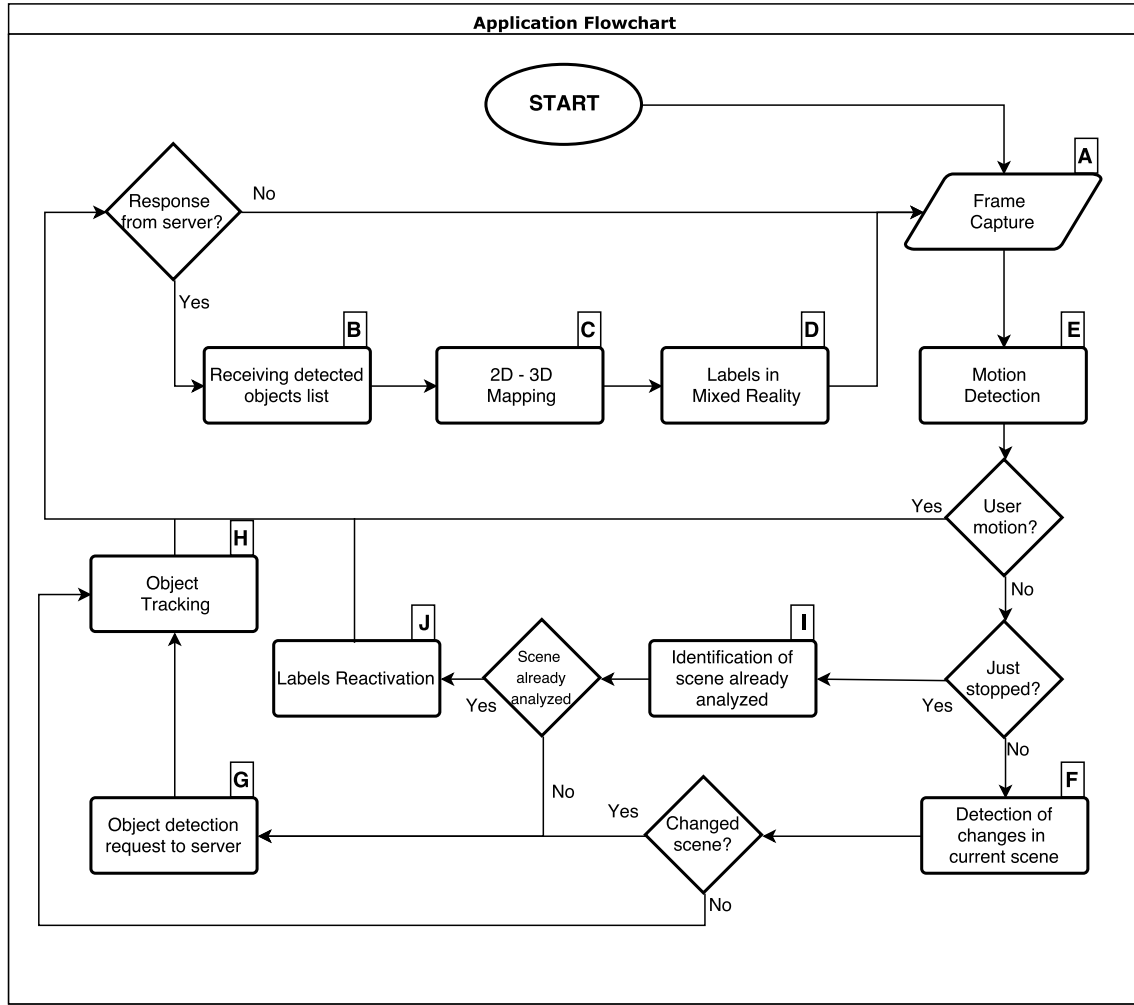 Application Flowchart
START
A
Frame
Capture
Response
from server?
No
Yes
B
Receiving detected
objects list
C
2D - 3D
Mapping
D
Labels in
Mixed Reality
E
Motion
Detection
User
motion?
Yes
No
H
Object
Tracking
J
Labels Reactivation
Scene
already
analyzed
Yes
No
I
Identification of
scene already
analyzed
Just
stopped?
Yes
No
G
Object detection
request to server
Changed
scene?
Yes
No
F
Detection of
changes in
current scene